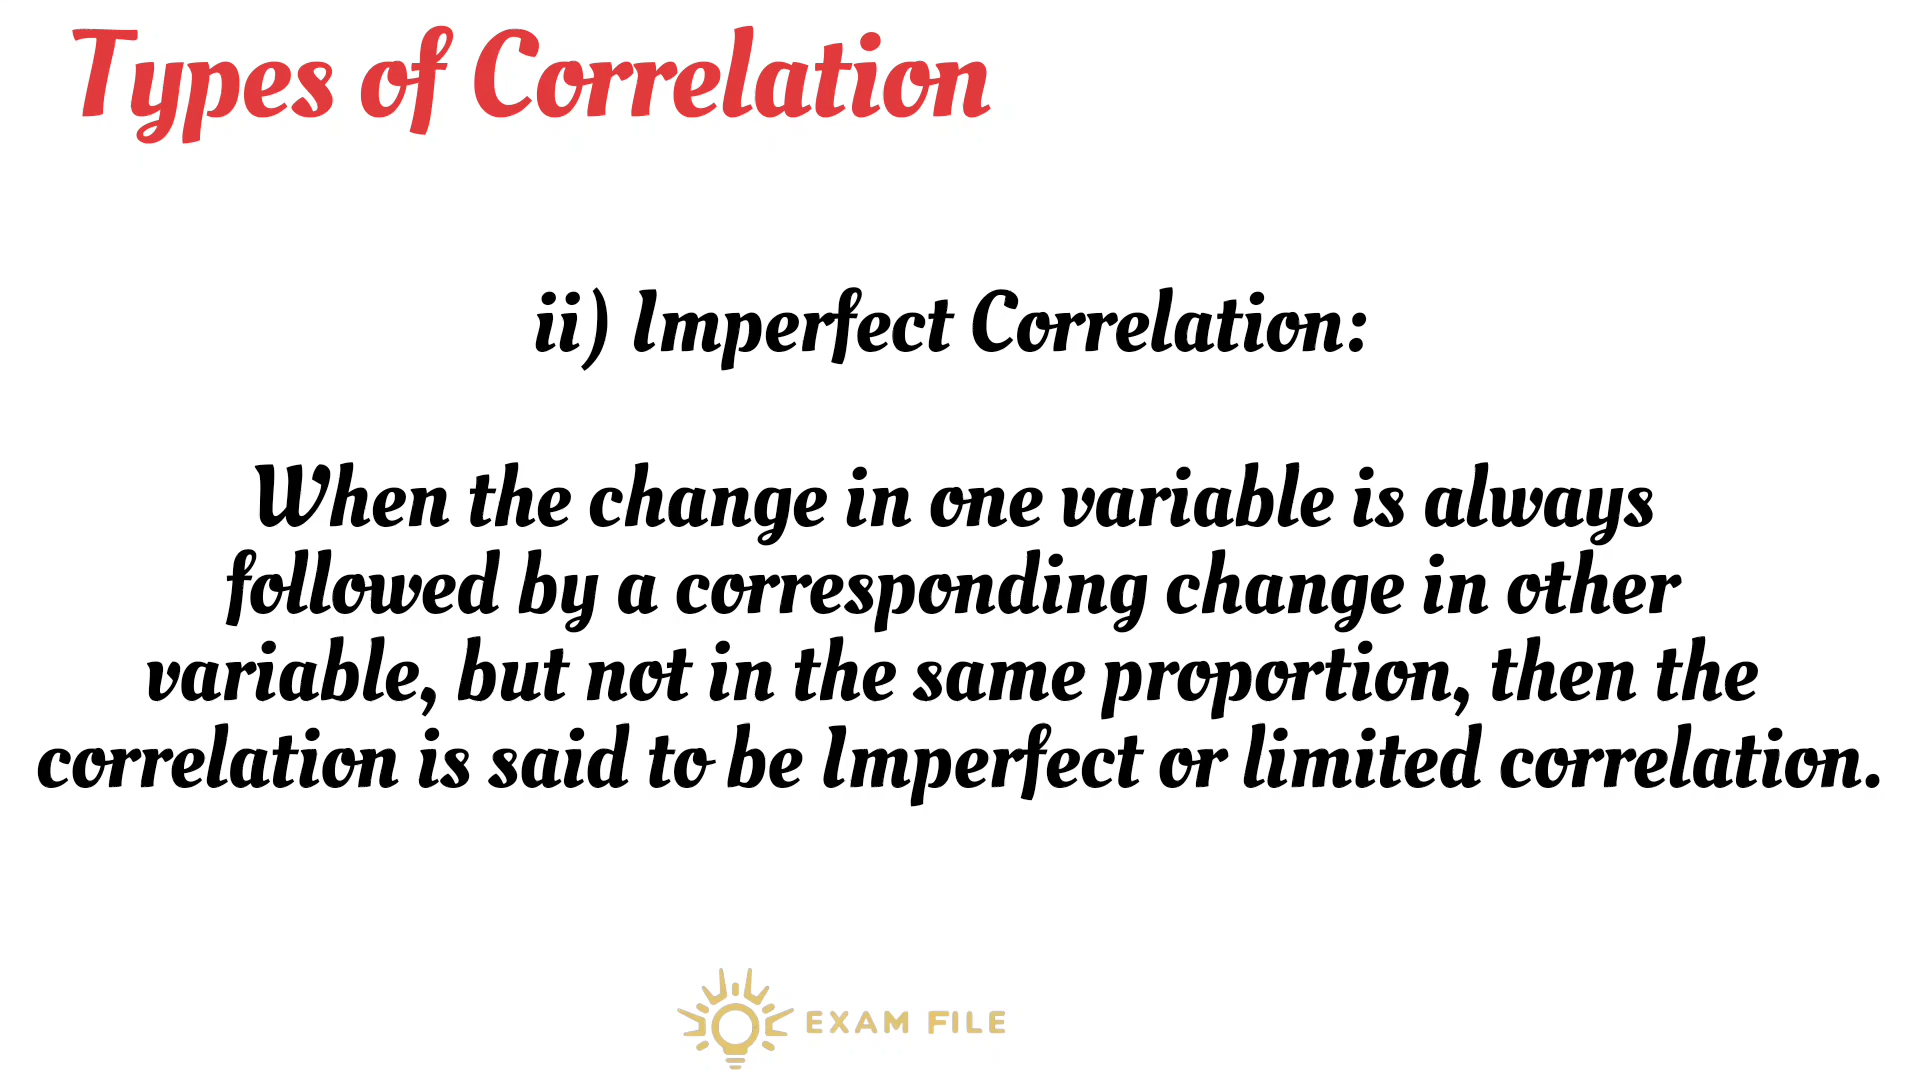 Types of Correlation
ii) Imperfect Correlation:
When the change in one variable is always
followed by a corresponding change in other
variable, but not in the same proportion, then the
correlation is said to be Imperfect or limited correlation.
EXAM FILE